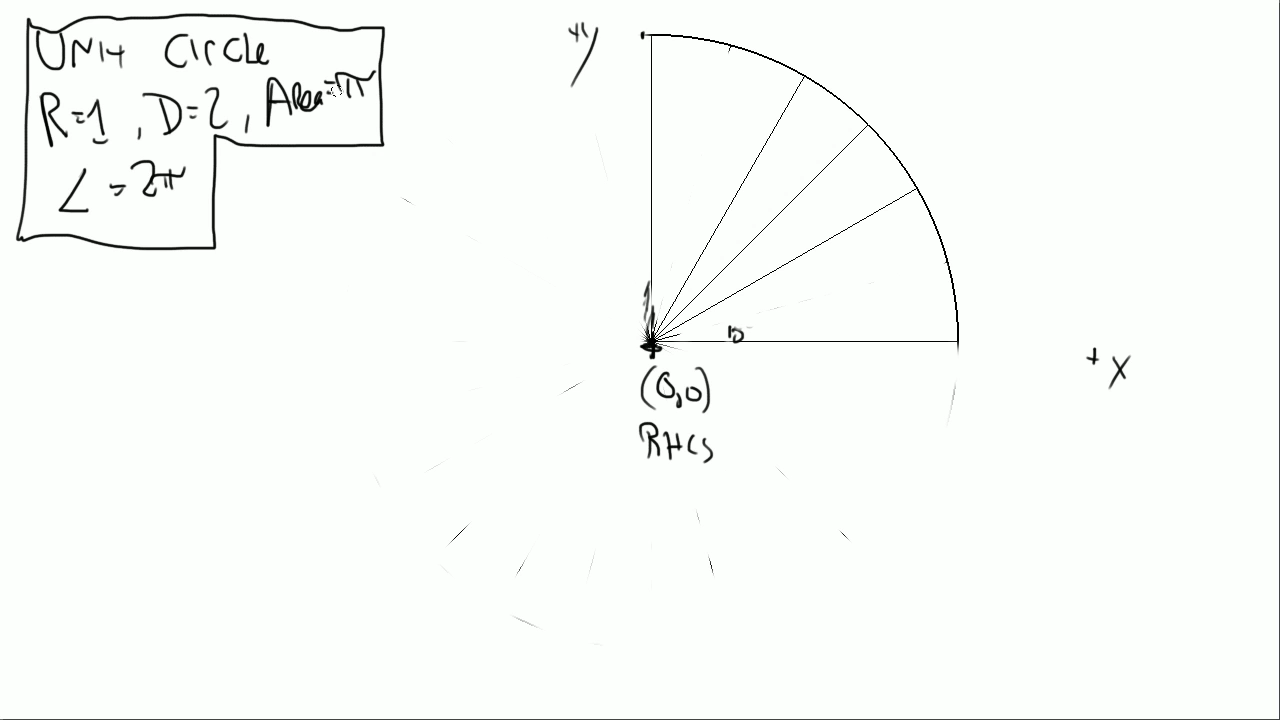 Unit Circle
R=1, D=2, Area=π
L = 2π
+y
+ x
(0,0)
RHCS